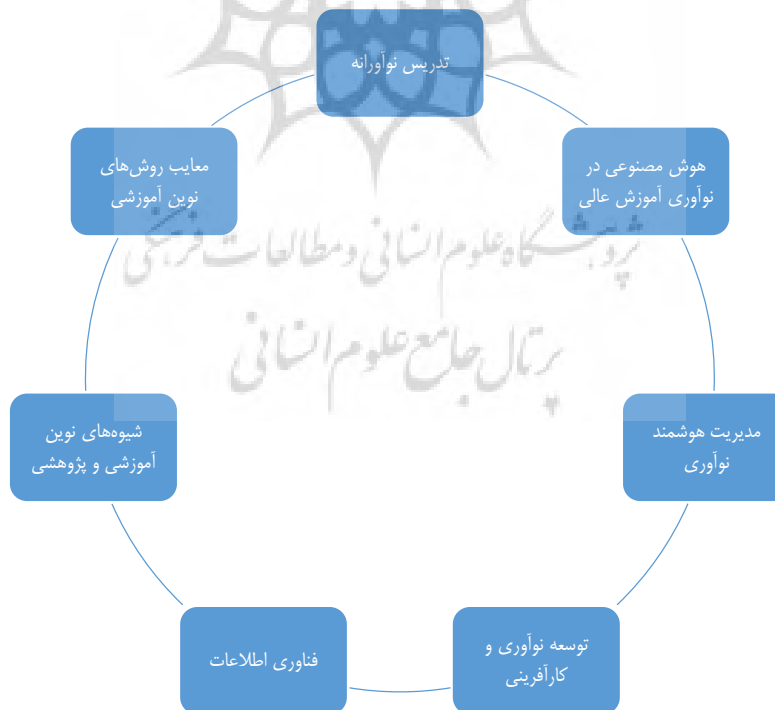 تدریس نوآورانه
هوش مصنوعی در
نوآوری آموزش عالی
مدیریت هوشمند
نوآوری
توسعه نوآوری و
کارآفرینی
فناوری اطلاعات
شیوه‌های نوین
آموزشی و پژوهشی
معایب روش‌های
نوین آموزشی
پژوهشگاه علوم انسانی و مطالعات فرهنگی
پرتال جامع علوم انسانی